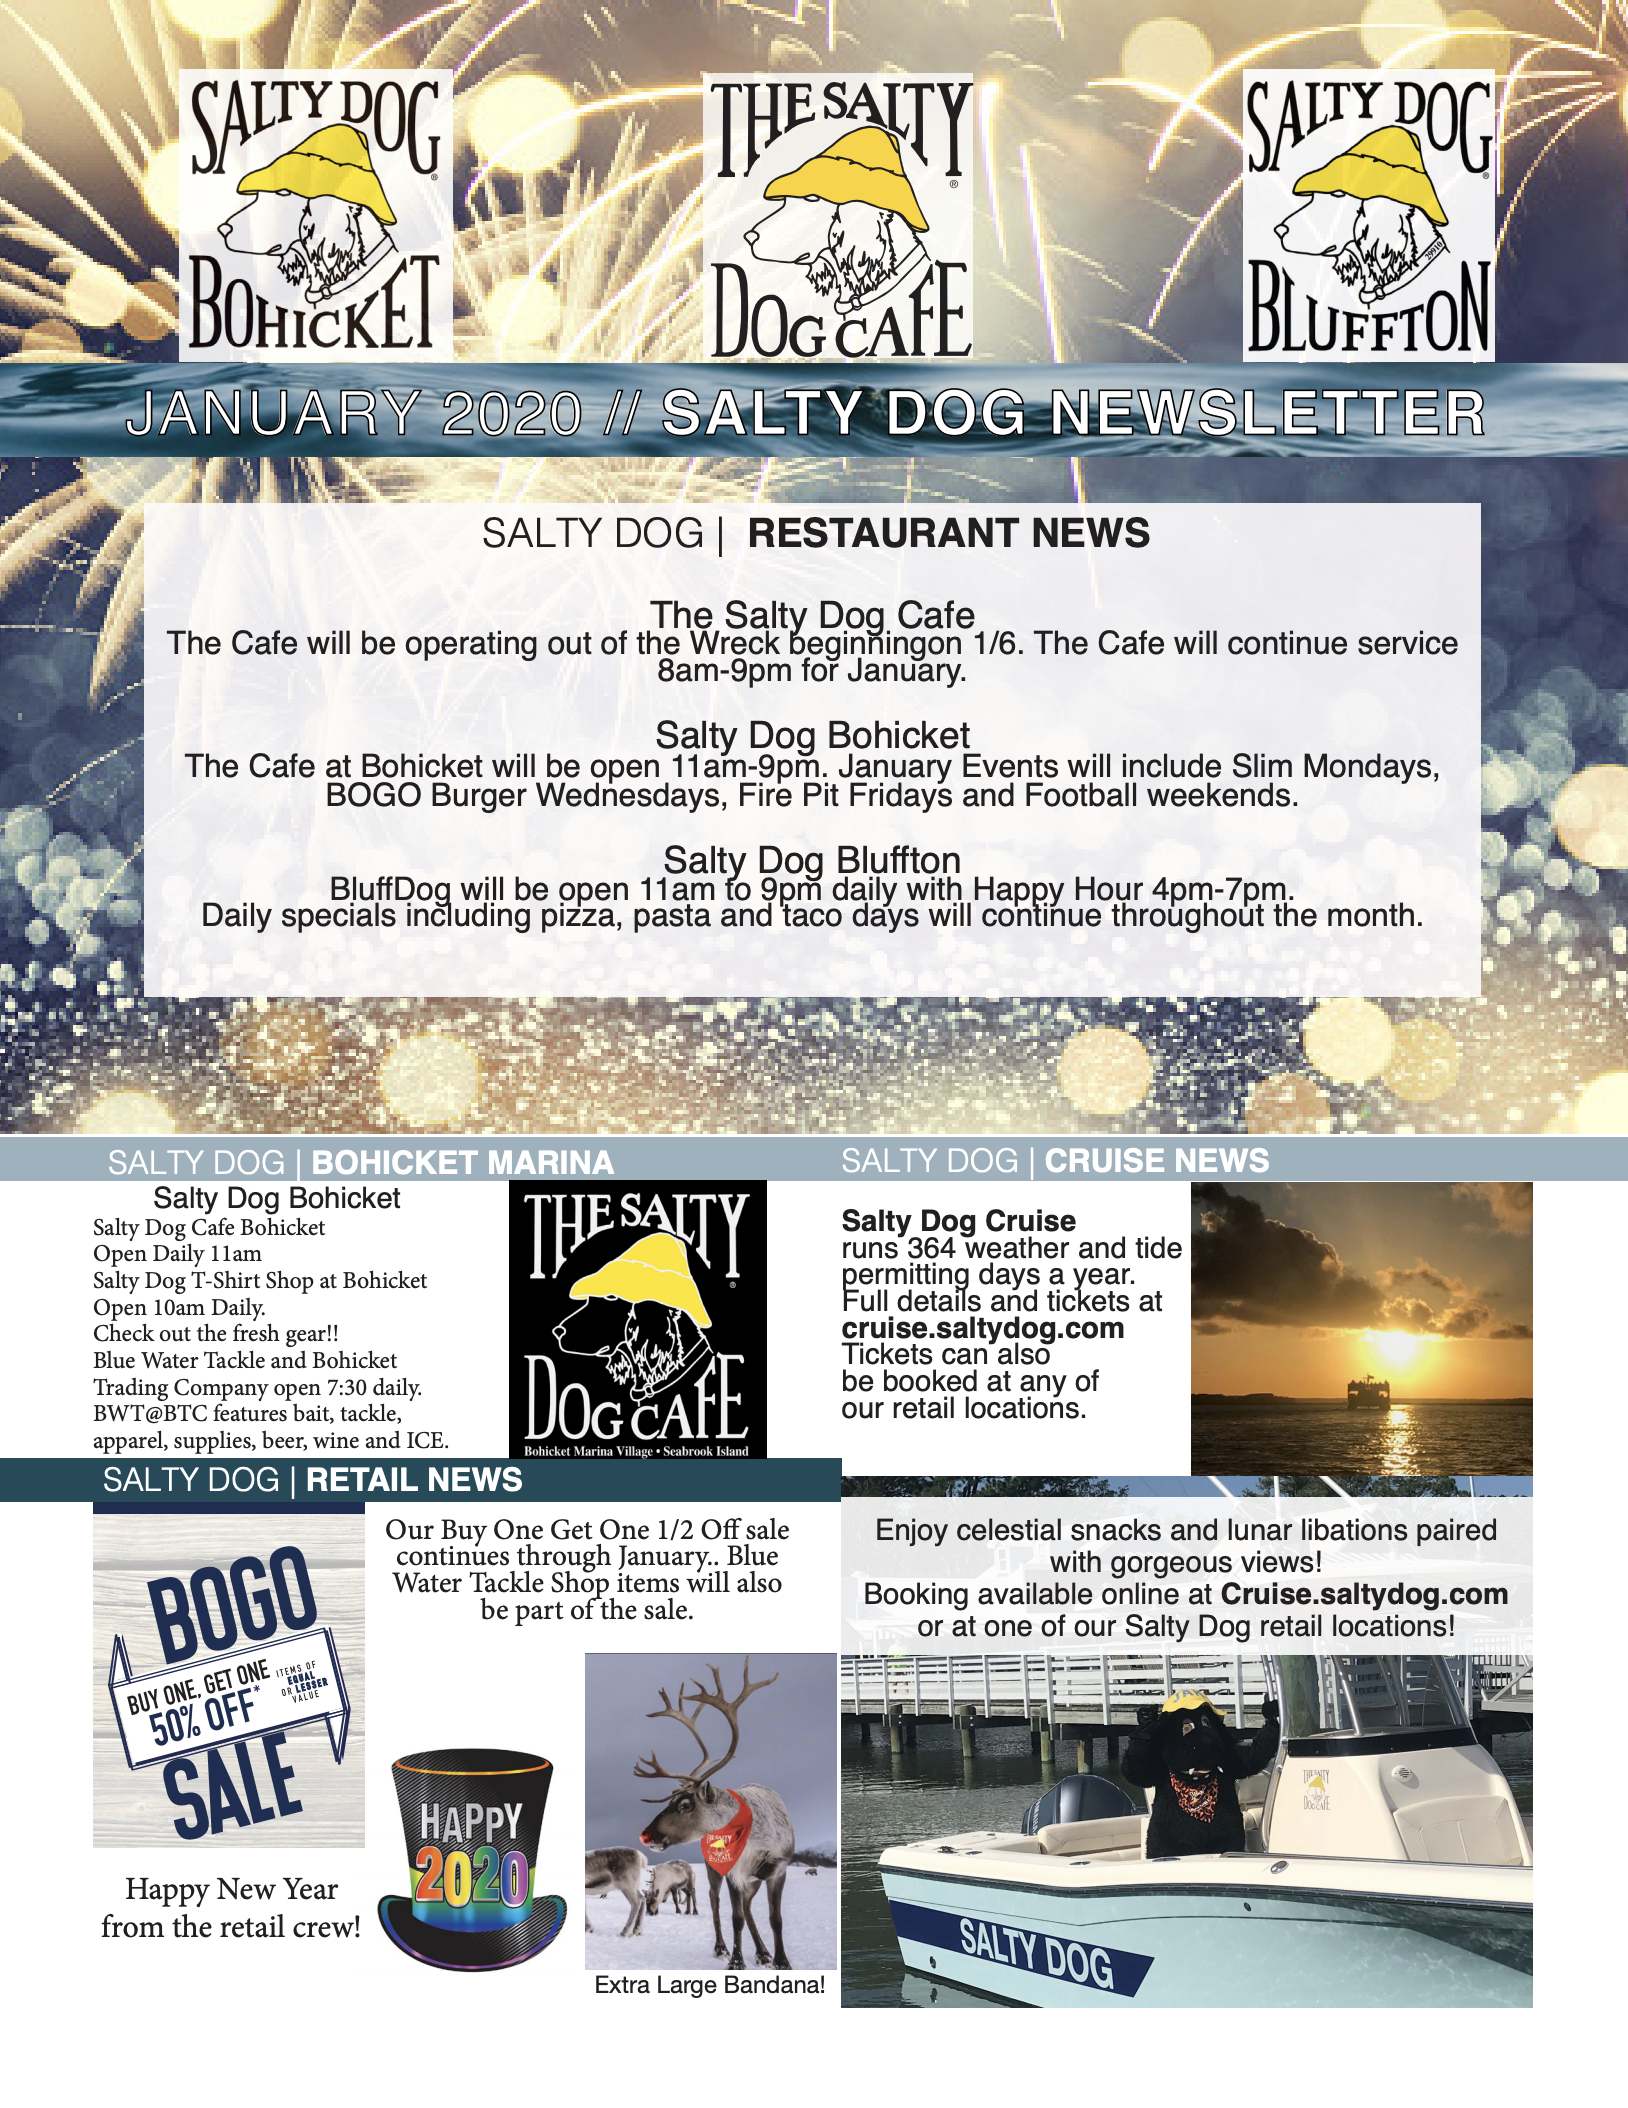 SALTY DOG
BOHICKET
THE SALTY
DOG CAFE
SALTY DOG
29910
BLUFFTON
JANUARY 2020 // SALTY DOG NEWSLETTER
SALTY DOG | RESTAURANT NEWS
The Salty Dog Cafe
The Cafe will be operating out of the Wreck beginningon 1/6. The Cafe will continue service
8am-9pm for January.
Salty Dog Bohicket
The Cafe at Bohicket will be open 11am-9pm. January Events will include Slim Mondays,
BOGO Burger Wednesdays, Fire Pit Fridays and Football weekends.
Salty Dog Bluffton
BluffDog will be open 11am to 9pm daily with Happy Hour 4pm-7pm.
Daily specials including pizza, pasta and taco days will continue throughout the month.
SALTY DOG | BOHICKET MARINA
Salty Dog Bohicket
Salty Dog Cafe Bohicket
Open Daily 11am
Salty Dog T-Shirt Shop at Bohicket
Open 10am Daily.
Check out the fresh gear!!
Blue Water Tackle and Bohicket
Trading Company open 7:30 daily.
BWT@BTC features bait, tackle,
apparel, supplies, beer, wine and ICE.
THE SALTY
DOG CAFE
Bohicket Marina Village • Seabrook Island
SALTY DOG | CRUISE NEWS
Salty Dog Cruise
runs 364 weather and tide
permitting days a year.
Full details and tickets at
cruise.saltydog.com
Tickets can also
be booked at any of
our retail locations.
SALTY DOG | RETAIL NEWS
BOGO
BUY ONE, GET ONE
50% OFF*
ITEMS OF
EQUAL
OR LESSER
VALUE
SALE
Happy New Year
from the retail crew!
Our Buy One Get One 1/2 Off sale
continues through January.. Blue
Water Tackle Shop items will also
be part of the sale.
HAPPY
2020
THE SALTY
DOG CAFE
Extra Large Bandana!
Enjoy celestial snacks and lunar libations paired
with gorgeous views!
Booking available online at Cruise.saltydog.com
or at one of our Salty Dog retail locations!
THE SALTY
DOG CAFE
SALTY DOG